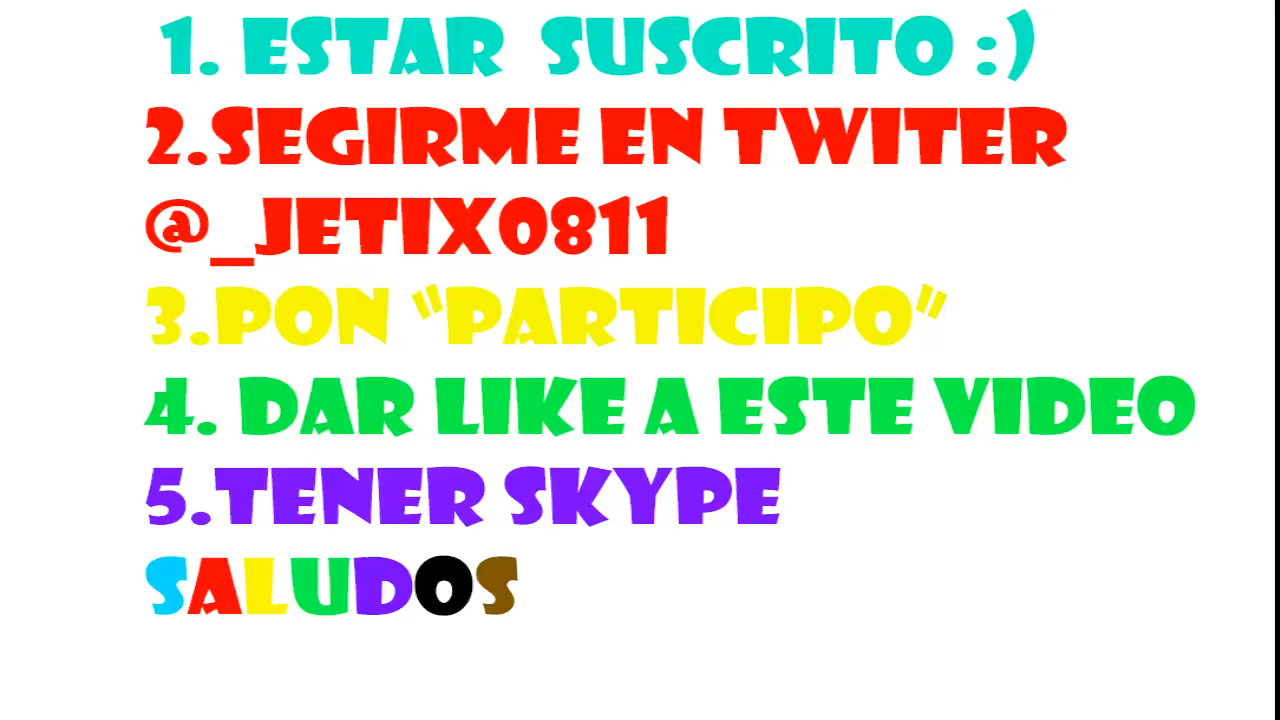 1. ESTAR SUSCRITO :)
2.SEGIRME EN TWITER
@_JETIX0811
3.PON "PARTICIPO"
4. DAR LIKE A ESTE VIDEO
5.TENER SKYPE
SALUDOS